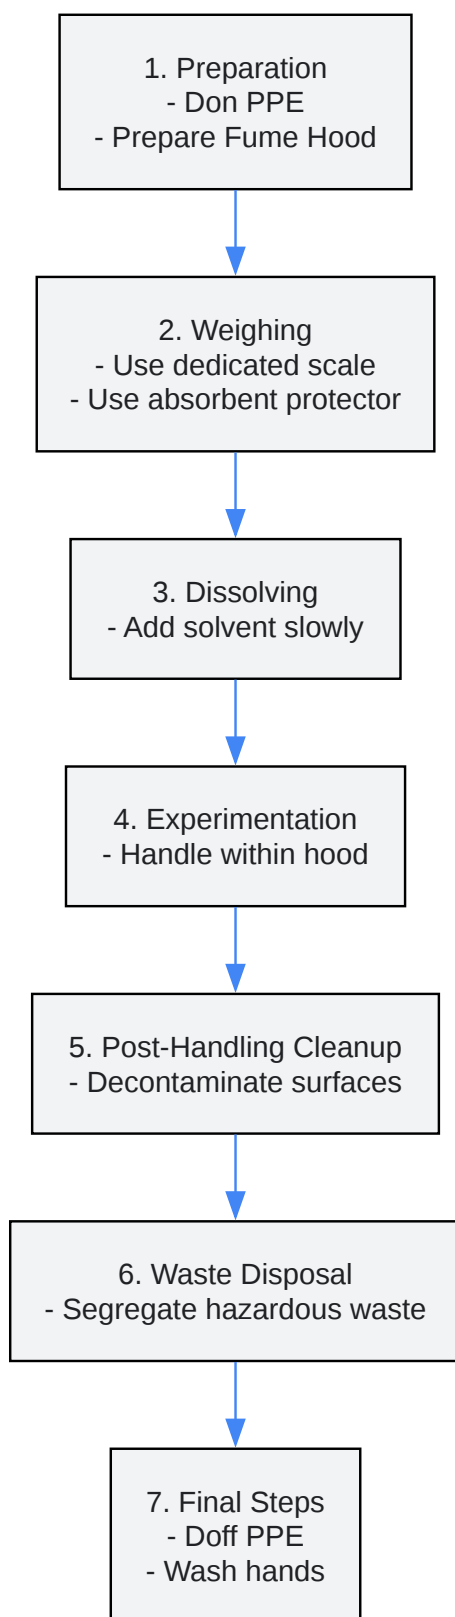 1. Preparation
- Don PPE
- Prepare Fume Hood
2. Weighing
- Use dedicated scale
- Use absorbent protector
3. Dissolving
- Add solvent slowly
4. Experimentation
- Handle within hood
5. Post-Handling Cleanup
- Decontaminate surfaces
6. Waste Disposal
- Segregate hazardous waste
7. Final Steps
- Doff PPE
- Wash hands